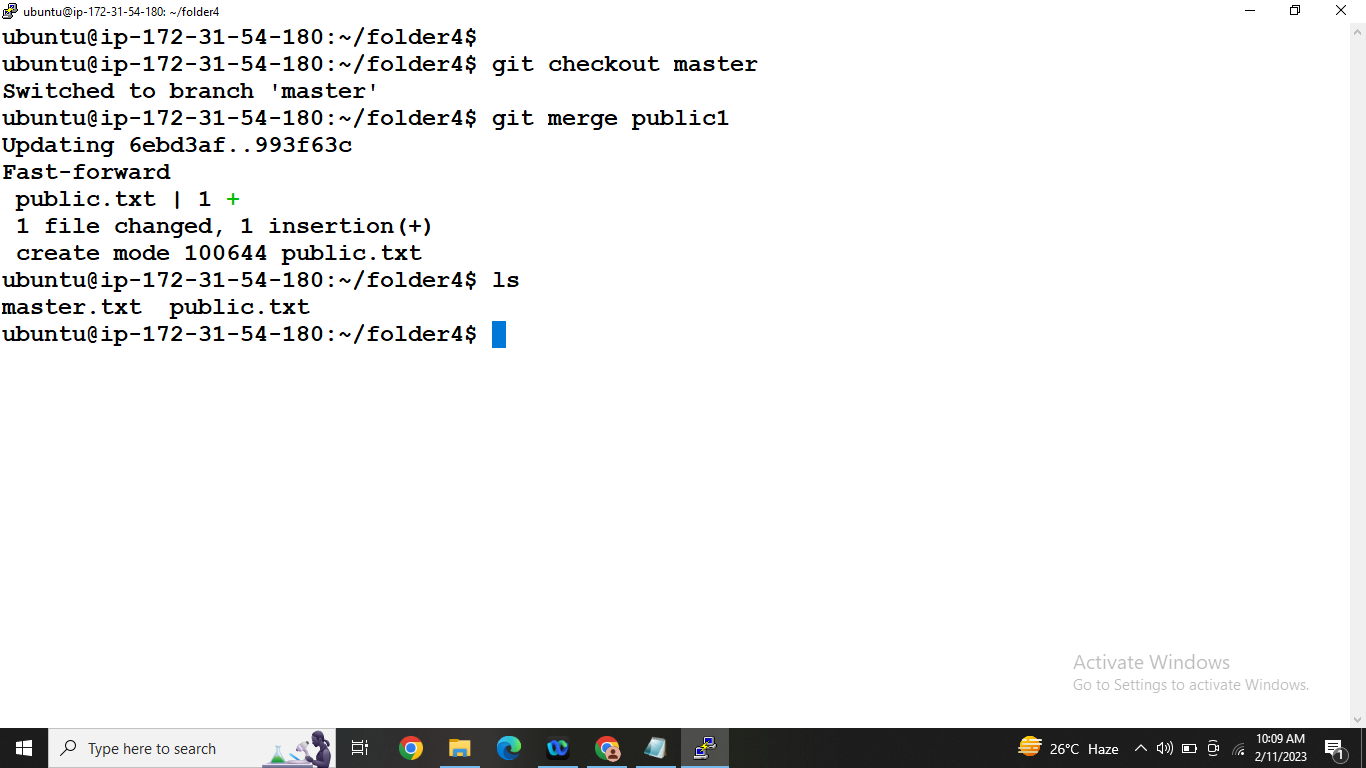 ubuntu@ip-172-31-54-180: ~/folder4
ubuntu@ip-172-31-54-180:~/folder4$
ubuntu@ip-172-31-54-180:~/folder4$ git checkout master
Switched to branch 'master'
ubuntu@ip-172-31-54-180:~/folder4$ git merge public1
Updating 6ebd3af..993f63c
Fast-forward
 public.txt | 1 +
 1 file changed, 1 insertion(+)
 create mode 100644 public.txt
ubuntu@ip-172-31-54-180:~/folder4$ ls
master.txt  public.txt
ubuntu@ip-172-31-54-180:~/folder4$
Activate Windows
Go to Settings to activate Windows.
Type here to search
26°C Haze
10:09 AM
2/11/2023
1